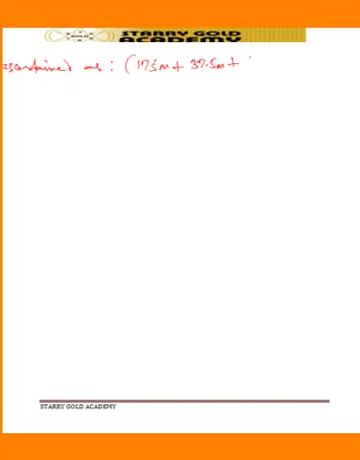 STARRY GOLD
ACADEMY
ascertained as : (175m + 37.5m +
STARRY GOLD ACADEMY